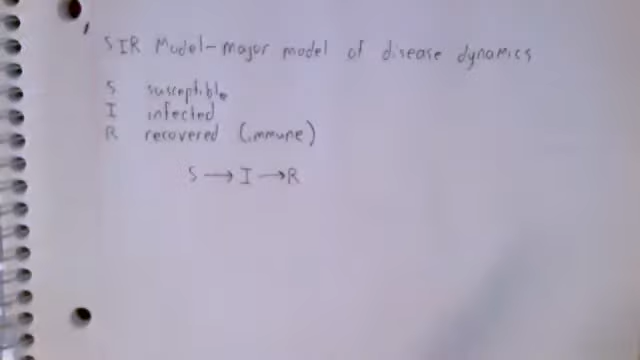 SIR Model-major model of disease dynamics
S susceptible
I infected
R recovered (immune)
S → I → R